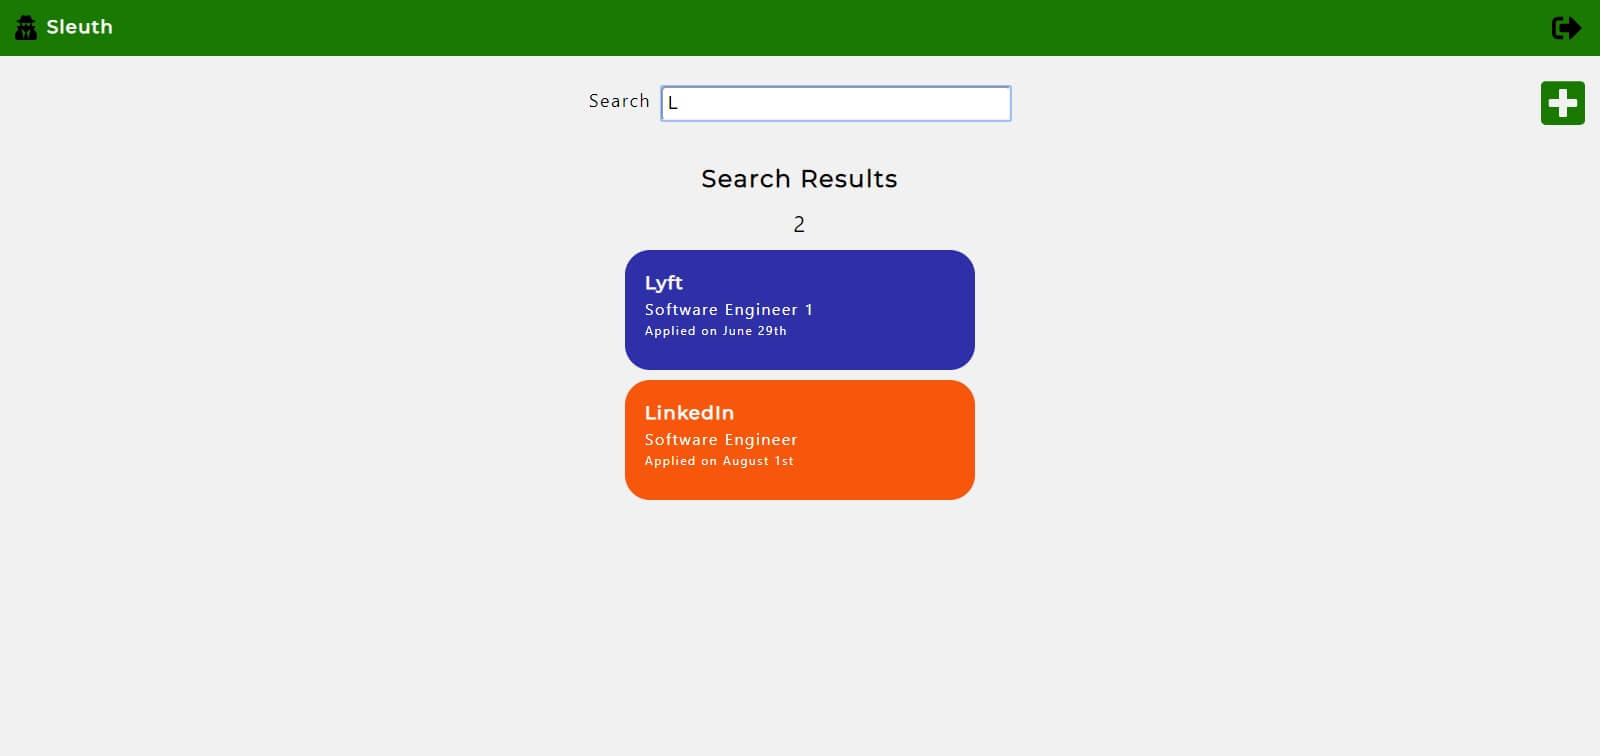 Sleuth
Search
L
Search Results
2
Lyft
Software Engineer 1
Applied on June 29th
LinkedIn
Software Engineer
Applied on August 1st